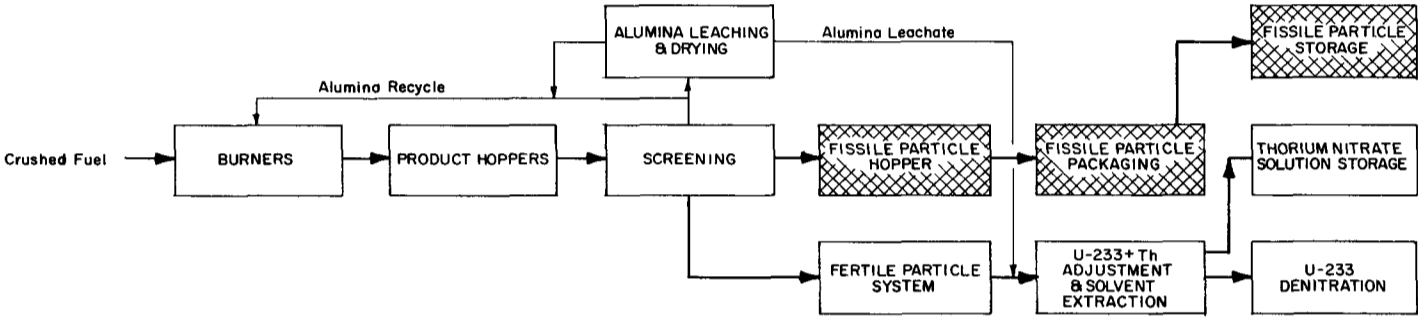 ALUMINA LEACHING
& DRYING
Alumina Leachate
FISSILE PARTICLE
STORAGE
Alumina Recycle
Crushed Fuel
BURNERS
PRODUCT HOPPERS
SCREENING
FISSILE PARTICLE
HOPPER
FISSILE PARTICLE
PACKAGING
THORIUM NITRATE
SOLUTION STORAGE
FERTILE PARTICLE
SYSTEM
U-233+Th
ADJUSTMENT
& SOLVENT
EXTRACTION
U-233
DENITRATION